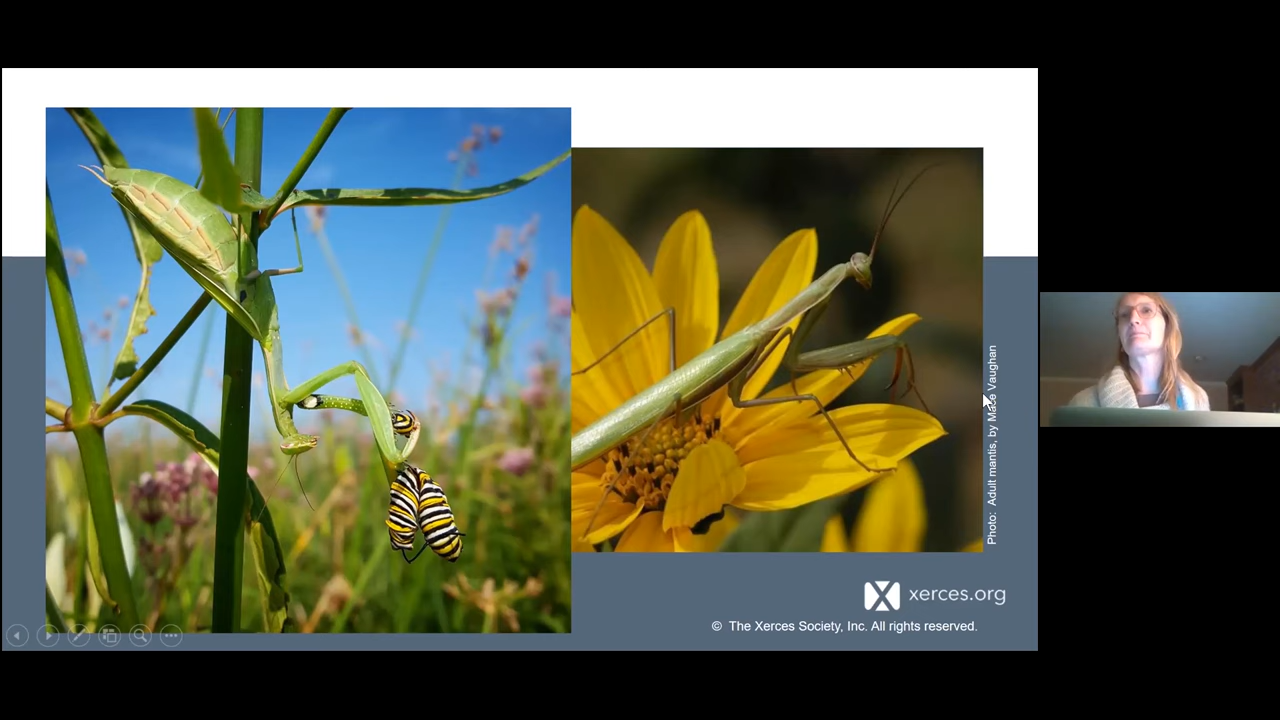 Photo:  Adult mantis, by Mace Vaughan
xerces.org
©  The Xerces Society, Inc. All rights reserved.